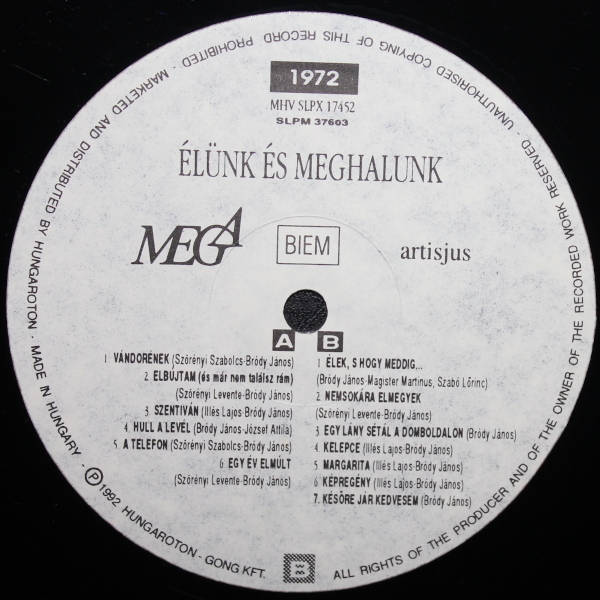 1972
MHV SLPX 17452
SLPM 37603
ÉLÜNK ÉS MEGHALUNK
MEGA
BIEM
artisjus
A
1. VÁNDORÉNEK (Szörényi Szabolcs-Bródy János)
2. ELBÚJTAM (és már nem találsz rám)
(Szörényi Levente-Bródy János)
3. SZENTIVÁN (Illés Lajos-Bródy János)
4. HULL A LEVÉL (Bródy János-József Attila)
5. A TELEFON (Szörényi Szabolcs-Bródy János)
6. EGY ÉV ELMÚLT
(Szörényi Levente-Bródy János)
B
1. ÉLEK, S HOGY MEDDIG...
(Bródy János-Magister Martinus, Szabó Lőrinc)
2. NEMSOKÁRA ELMEGYEK
(Szörényi Levente-Bródy János)
3. EGY LÁNY SÉTÁL A DOMBOLDALON (Bródy János)
4. KELEPCE (Illés Lajos-Bródy János)
5. MARGARITA (Illés Lajos-Bródy János)
6. KÉPREGÉNY (Illés Lajos-Bródy János)
7. KÉSŐRE JÁR KEDVESEM (Bródy János)
℗ 1992 HUNGAROTON - GONG KFT.
ALL RIGHTS OF THE PRODUCER AND OF THE OWNER OF THE RECORDED WORK RESERVED - UNAUTHORISED COPYING OF THIS RECORD PROHIBITED - MARKETED AND DISTRIBUTED BY HUNGAROTON - MADE IN HUNGARY -